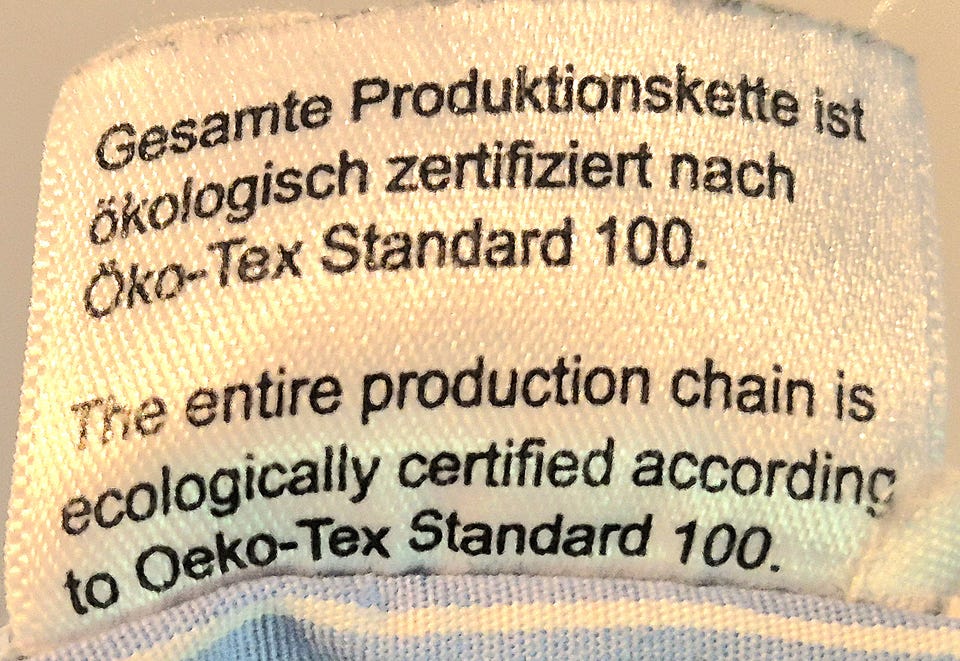 Gesamte Produktionskette ist
ökologisch zertifiziert nach
Öko-Tex Standard 100.
The entire production chain is
ecologically certified according
to Oeko-Tex Standard 100.